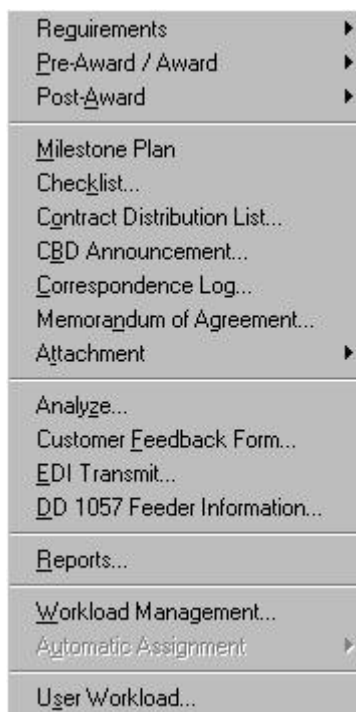 Reguirements
Pre-Award / Award
Post-Award
Milestone Plan
Checklist...
Contract Distribution List...
CBD Announcement...
Correspondence Log...
Memorandum of Agreement...
Attachment
Analyze...
Customer Feedback Form...
EDI Transmit...
DD 1057 Feeder Information...
Reports...
Workload Management...
Automatic Assignment
User Workload...